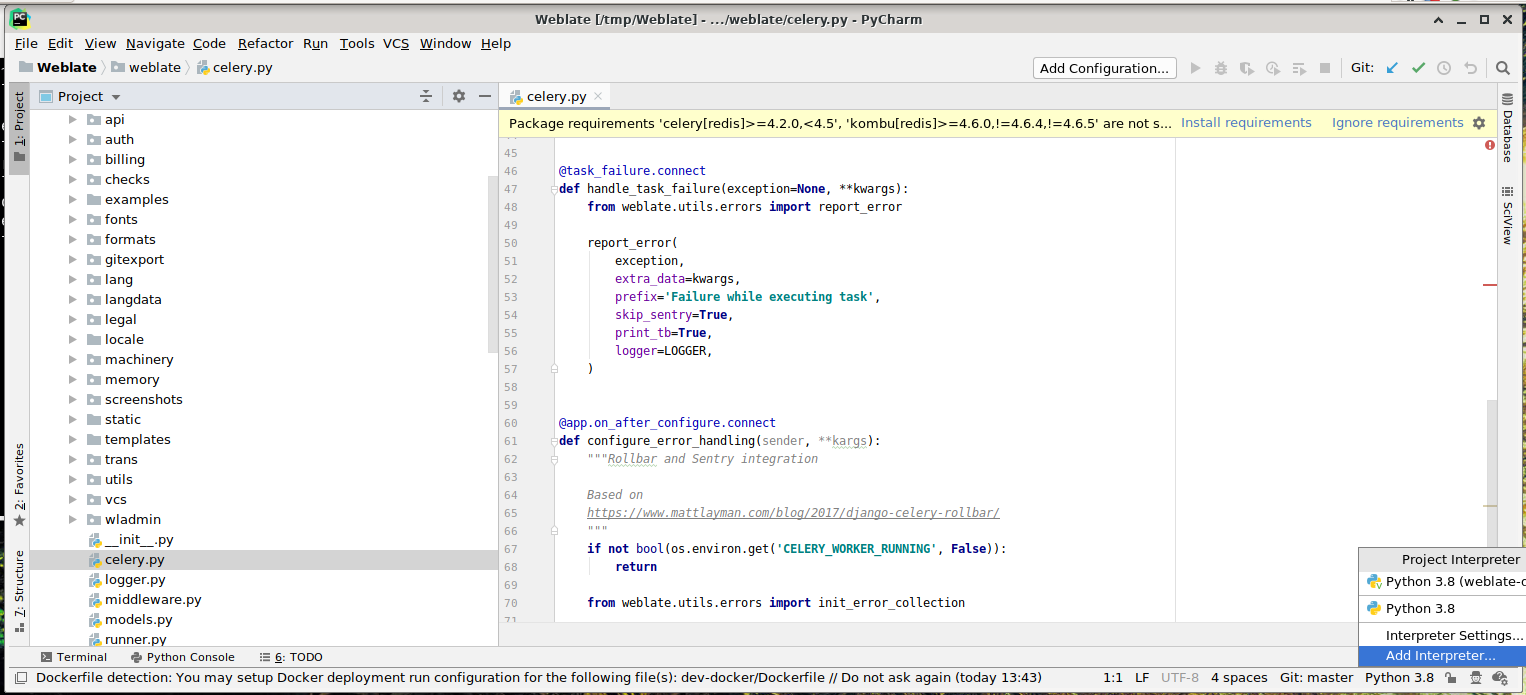 PC
Weblate [/tmp/Weblate] - .../weblate/celery.py - PyCharm
File Edit View Navigate Code Refactor Run Tools VCS Window Help
Weblate weblate celery.py Add Configuration... Git:
1: Project
Project
celery.py
Package requirements 'celery[redis]>=4.2.0,<4.5', 'kombu[redis]>=4.6.0,!=4.6.4,!=4.6.5' are not s... Install requirements Ignore requirements
api
auth
billing
checks
examples
fonts
formats
gitexport
lang
langdata
legal
locale
machinery
memory
screenshots
static
templates
trans
utils
vcs
wladmin
__init__.py
celery.py
logger.py
middleware.py
models.py
runner.py
2: Favorites
7: Structure
45
46 @task_failure.connect
47 def handle_task_failure(exception=None, **kwargs):
48 from weblate.utils.errors import report_error
49
50 report_error(
51 exception,
52 extra_data=kwargs,
53 prefix='Failure while executing task',
54 skip_sentry=True,
55 print_tb=True,
56 logger=LOGGER,
57 )
58
59
60 @app.on_after_configure.connect
61 def configure_error_handling(sender, **kargs):
62 """Rollbar and Sentry integration
63
64 Based on
65 https://www.mattlayman.com/blog/2017/django-celery-rollbar/
66 """
67 if not bool(os.environ.get('CELERY_WORKER_RUNNING', False)):
68 return
69
70 from weblate.utils.errors import init_error_collection
71
Database
SciView
Project Interpreter
Python 3.8 (weblate-d
Python 3.8
Interpreter Settings...
Add Interpreter...
Terminal Python Console 6: TODO
Dockerfile detection: You may setup Docker deployment run configuration for the following file(s): dev-docker/Dockerfile // Do not ask again (today 13:43) 1:1 LF UTF-8 4 spaces Git: master Python 3.8